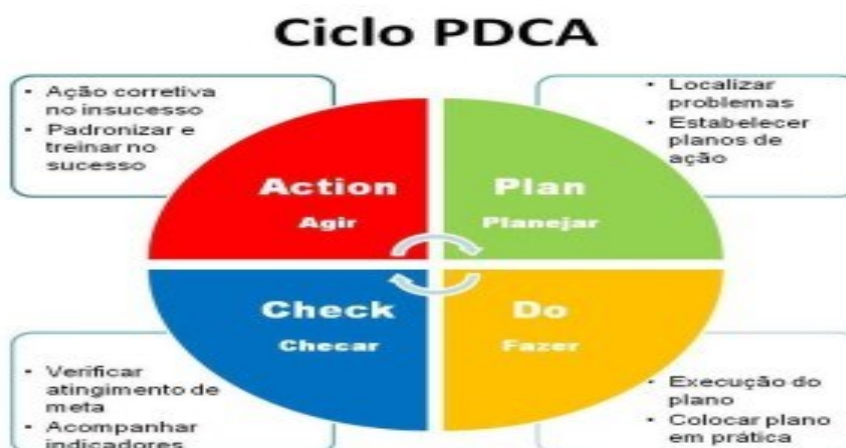 Ciclo PDCA
• Ação corretiva
no insucesso
• Padronizar e
treinar no
sucesso
• Localizar
problemas
• Estabelecer
planos de
ação
Action
Agir
Plan
Planejar
Check
Checar
Do
Fazer
• Verificar
atingimento de
meta
• Acompanhar
indicadores
• Execução do
plano
• Colocar plano
em prática